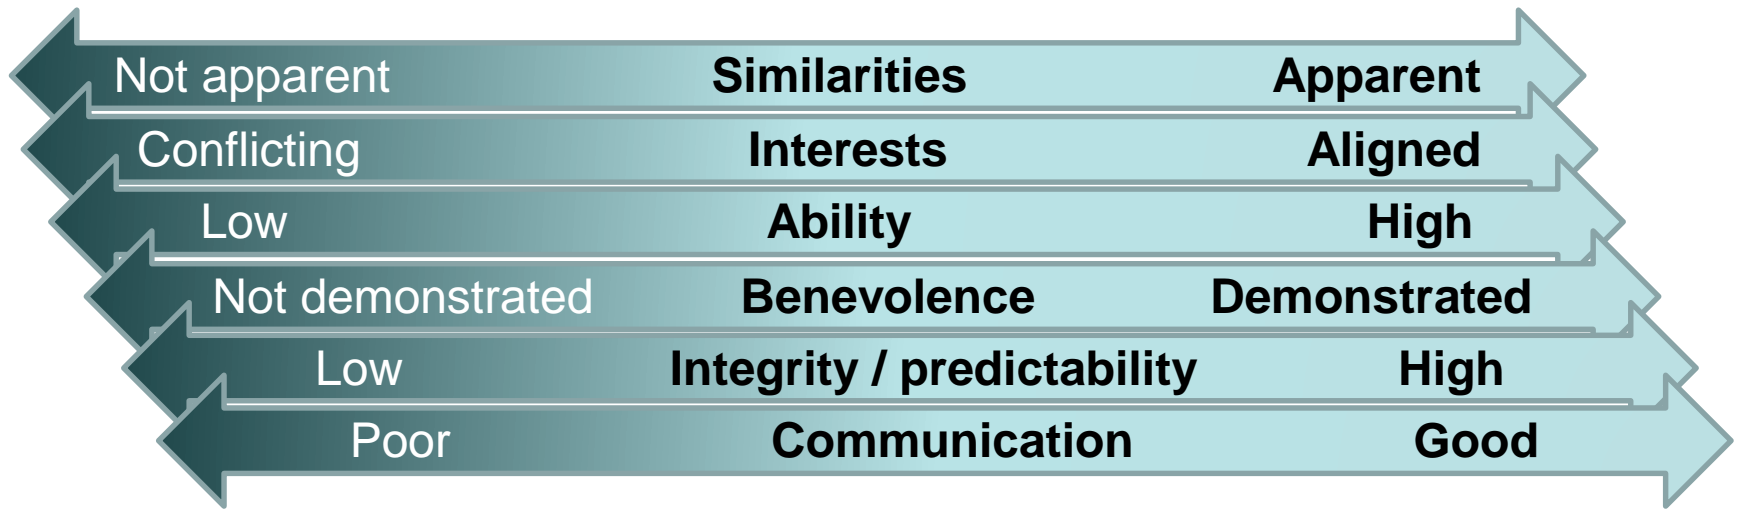 Not apparent Similarities Apparent
Conflicting Interests Aligned
Low Ability High
Not demonstrated Benevolence Demonstrated
Low Integrity / predictability High
Poor Communication Good